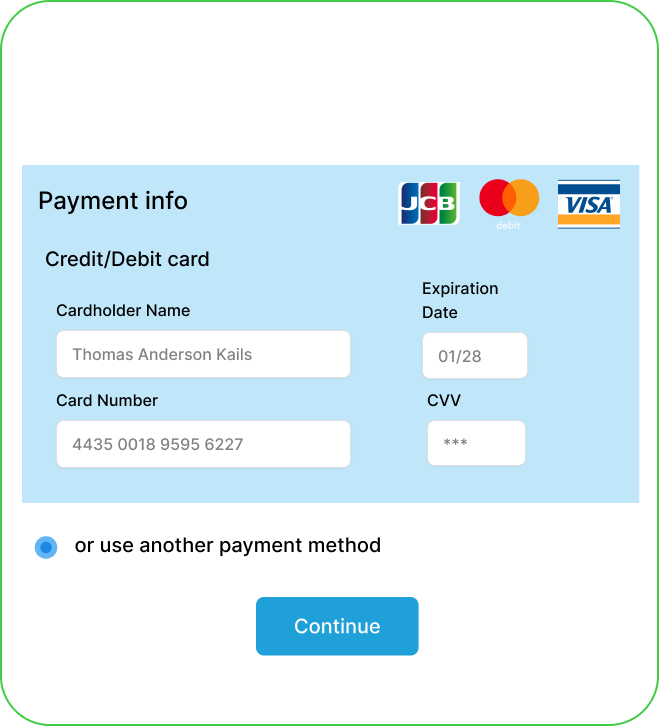 Payment info
JCB
debit
VISA
Credit/Debit card
Cardholder Name
Thomas Anderson Kails
Expiration
Date
01/28
Card Number
4435 0018 9595 6227
CVV
***
or use another payment method
Continue